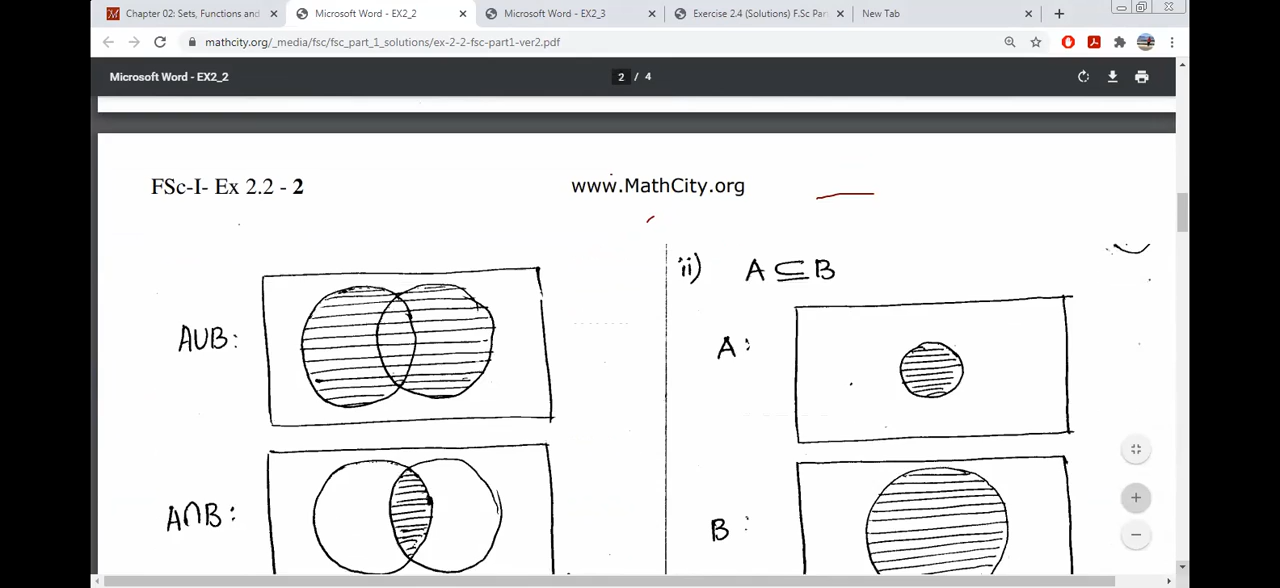 Chapter 02: Sets, Functions and
Microsoft Word - EX2_2
Microsoft Word - EX2_3
Exercise 2.4 (Solutions) F.Sc Par
New Tab
mathcity.org/_media/fsc/fsc_part_1_solutions/ex-2-2-fsc-part1-ver2.pdf
Microsoft Word - EX2_2
2 / 4
FSc-I- Ex 2.2 - 2
www.MathCity.org
A∪B:
A∩B:
ii) A ⊆ B
A:
B: